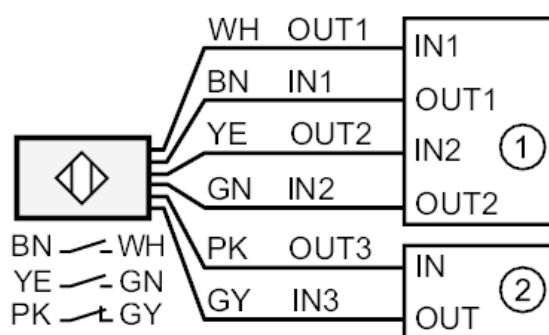 WH OUT1 IN1
BN IN1 OUT1
YE OUT2 IN2
1
GN IN2 OUT2
BN WH
PK OUT3 IN
YE GN
2
GY IN3 OUT
PK GY